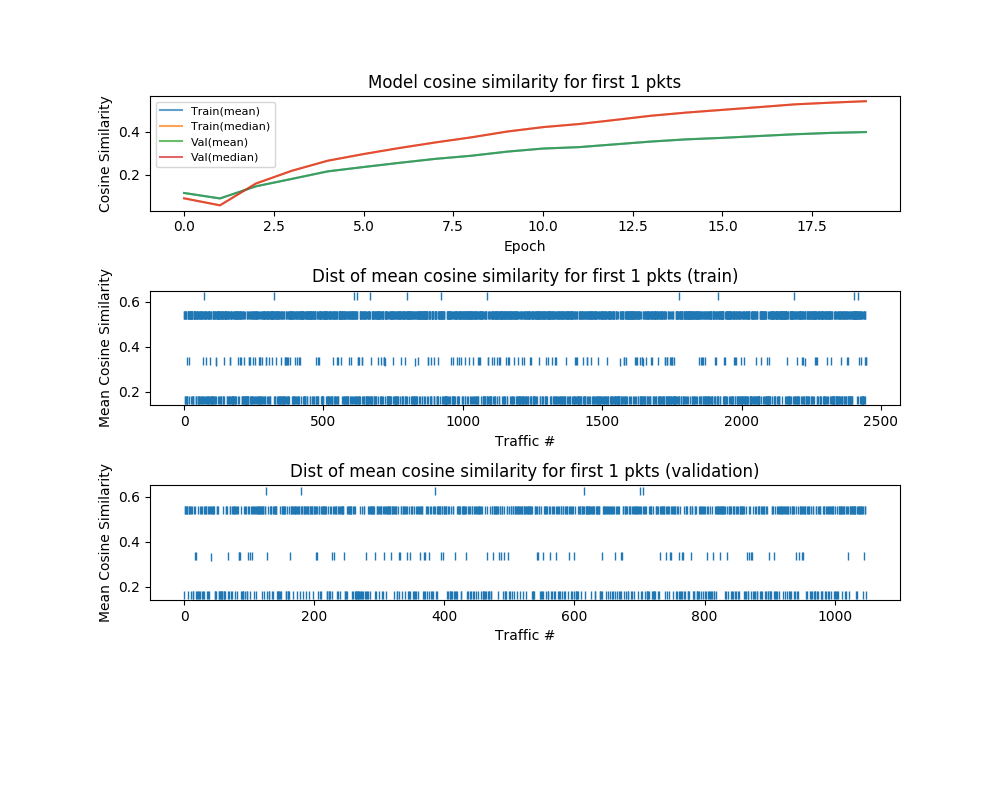 Model cosine similarity for first 1 pkts
Cosine Similarity
0.4
0.2
Train(mean)
Train(median)
Val(mean)
Val(median)
0.0 2.5 5.0 7.5 10.0 12.5 15.0 17.5
Epoch
Dist of mean cosine similarity for first 1 pkts (train)
Mean Cosine Similarity
0.6
0.4
0.2
0 500 1000 1500 2000 2500
Traffic #
Dist of mean cosine similarity for first 1 pkts (validation)
Mean Cosine Similarity
0.6
0.4
0.2
0 200 400 600 800 1000
Traffic #